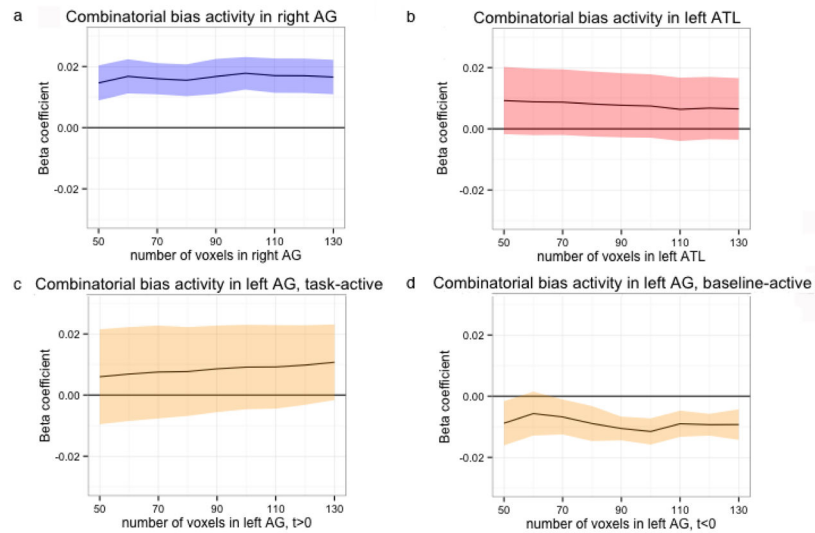 a Combinatorial bias activity in right AG
Beta coefficient
0.02
0.00
-0.02
50 70 90 110 130
number of voxels in right AG
b Combinatorial bias activity in left ATL
Beta coefficient
0.02
0.00
-0.02
50 70 90 110 130
number of voxels in left ATL
c Combinatorial bias activity in left AG, task-active
Beta coefficient
0.02
0.00
-0.02
50 70 90 110 130
number of voxels in left AG, t>0
d Combinatorial bias activity in left AG, baseline-active
Beta coefficient
0.02
0.00
-0.02
50 70 90 110 130
number of voxels in left AG, t<0